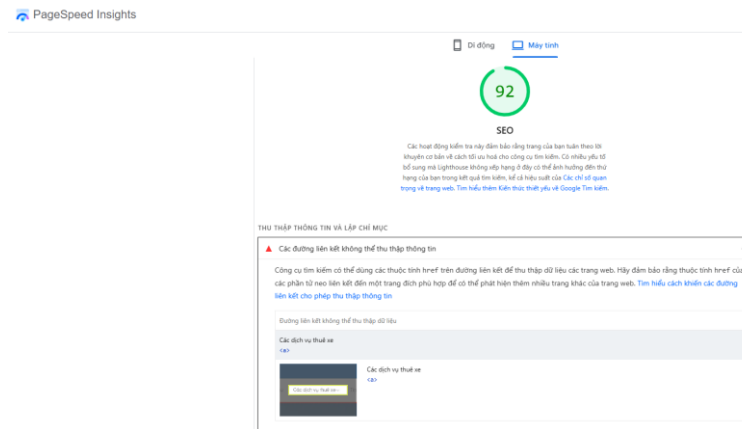 PageSpeed Insights
Di động
Máy tính
92
SEO
Các hoạt động kiểm tra này đảm bảo rằng trang của bạn tuân theo lời
khuyên cơ bản về cách tối ưu hoá cho công cụ tìm kiếm. Có nhiều yếu tố
bổ sung mà Lighthouse không xếp hạng ở đây có thể ảnh hưởng đến thứ
hạng của bạn trong kết quả tìm kiếm, kể cả hiệu suất của Các chỉ số quan
trọng về trang web. Tìm hiểu thêm Kiến thức thiết yếu về Google Tìm kiếm.
THU THẬP THÔNG TIN VÀ LẬP CHỈ MỤC
Các đường liên kết không thể thu thập thông tin
Công cụ tìm kiếm có thể dùng các thuộc tính href trên đường liên kết để thu thập dữ liệu các trang web. Hãy đảm bảo rằng thuộc tính href của
các phần tử neo liên kết đến một trang đích phù hợp để có thể phát hiện thêm nhiều trang khác của trang web. Tìm hiểu cách khiến các đường
liên kết cho phép thu thập thông tin
Đường liên kết không thể thu thập dữ liệu
Các dịch vụ thuê xe
<a>
Các dịch vụ thuê xe
<a>
Các dịch vụ thuê xe